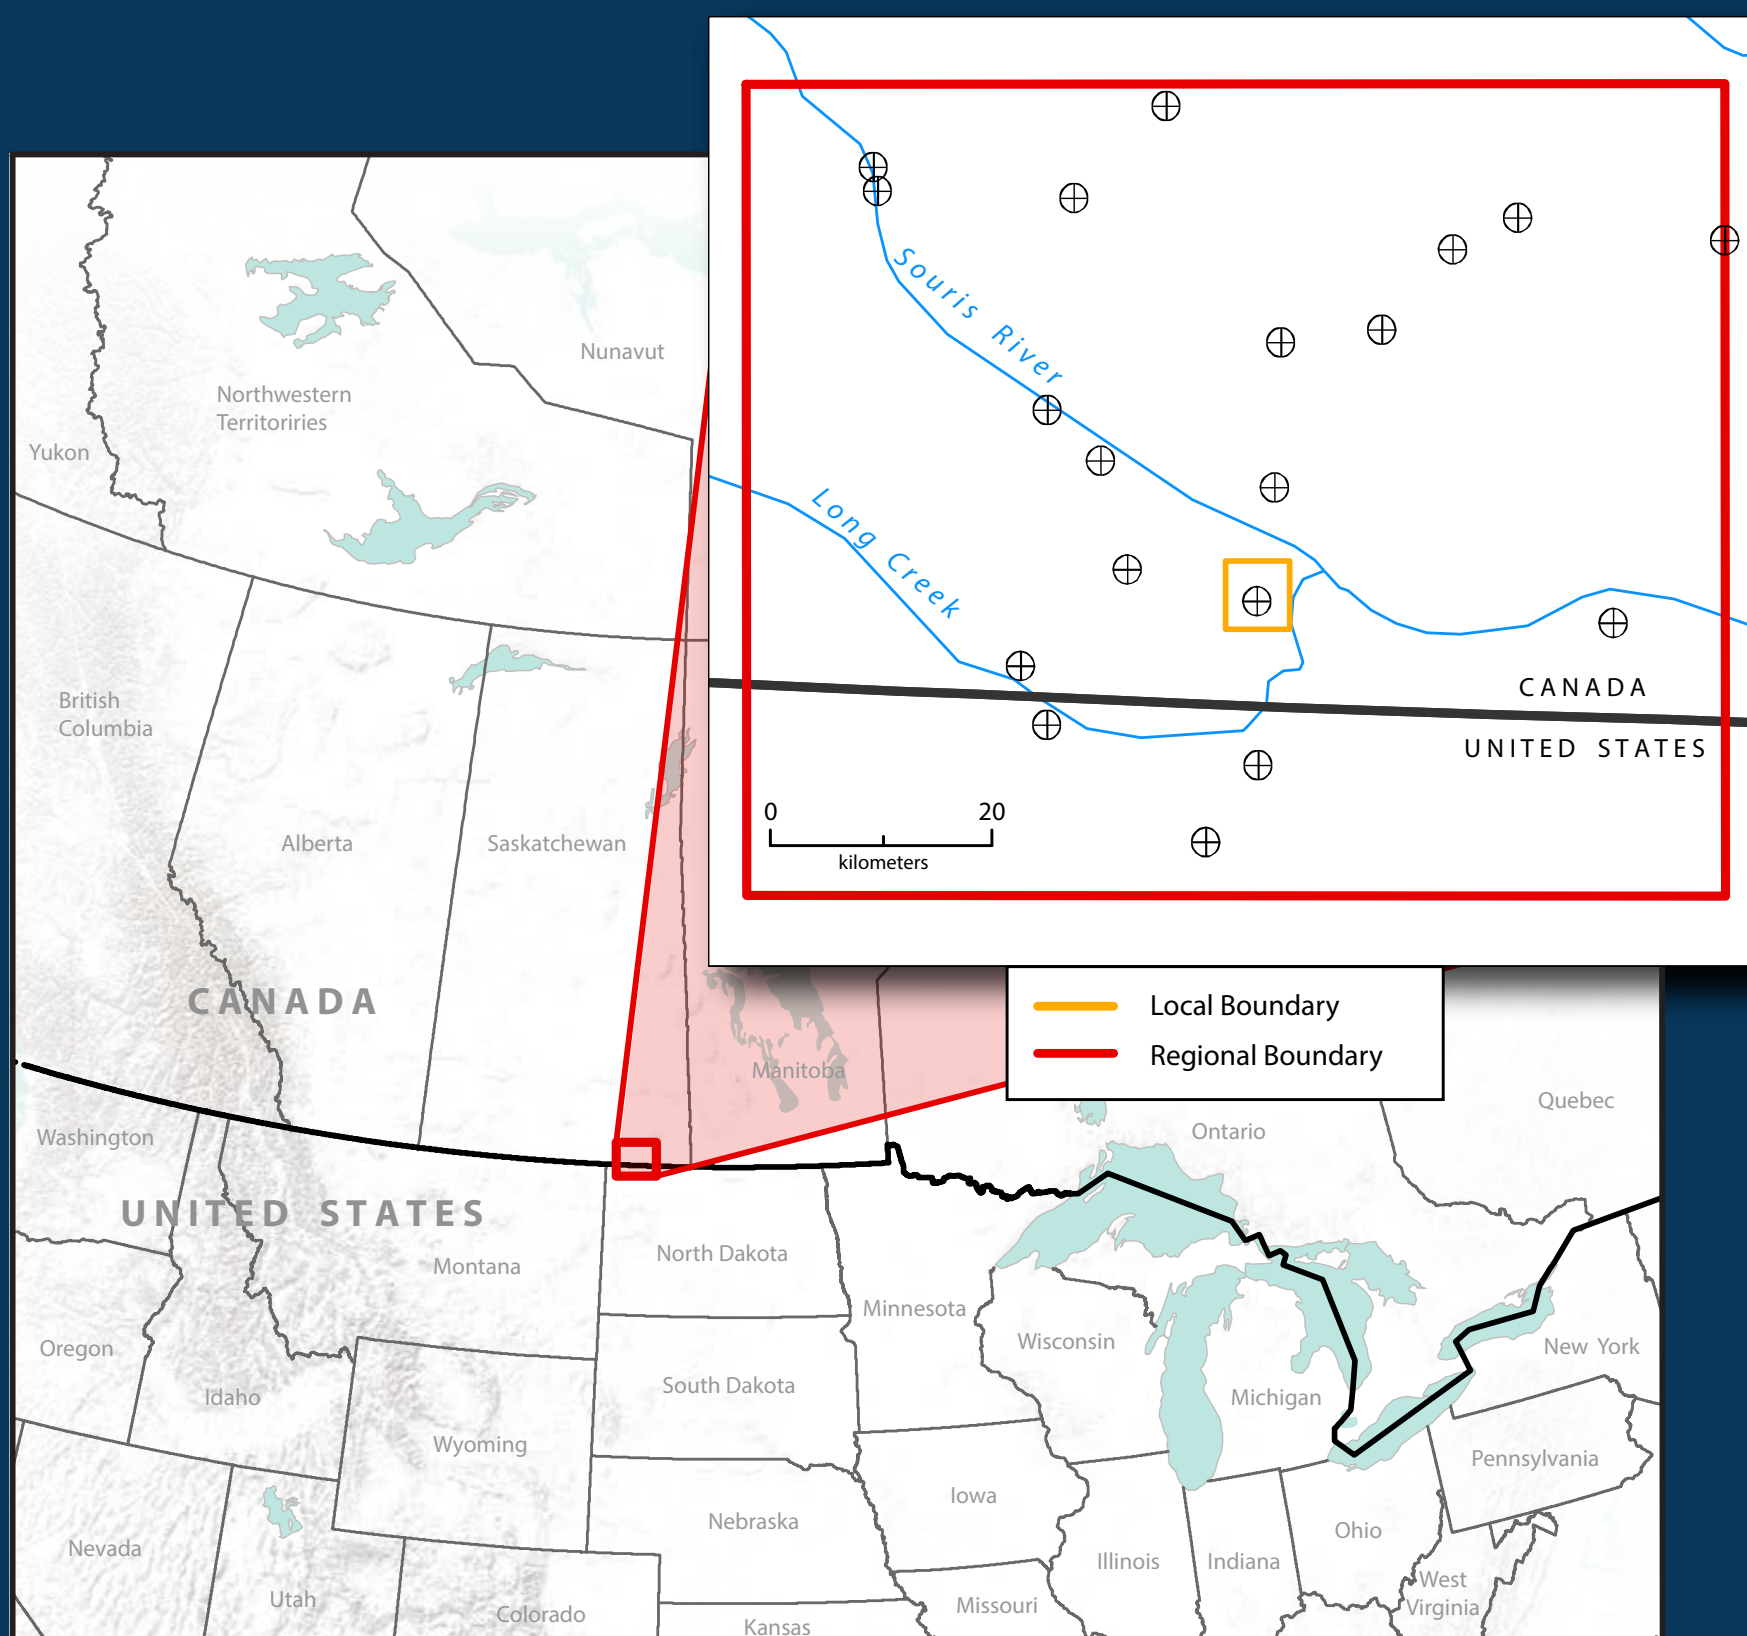 Souris River
Long Creek
CANADA
UNITED STATES
0 20
kilometers
Local Boundary
Regional Boundary
Nunavut
Northwestern
Territoriries
Yukon
British
Columbia
Alberta
Saskatchewan
CANADA
Manitoba
Quebec
Ontario
Washington
UNITED STATES
Montana
North Dakota
Minnesota
Wisconsin
New York
Oregon
Idaho
South Dakota
Michigan
Wyoming
Pennsylvania
Iowa
Nebraska
Ohio
Nevada
Illinois
Indiana
West
Virginia
Utah
Colorado
Missouri
Kansas